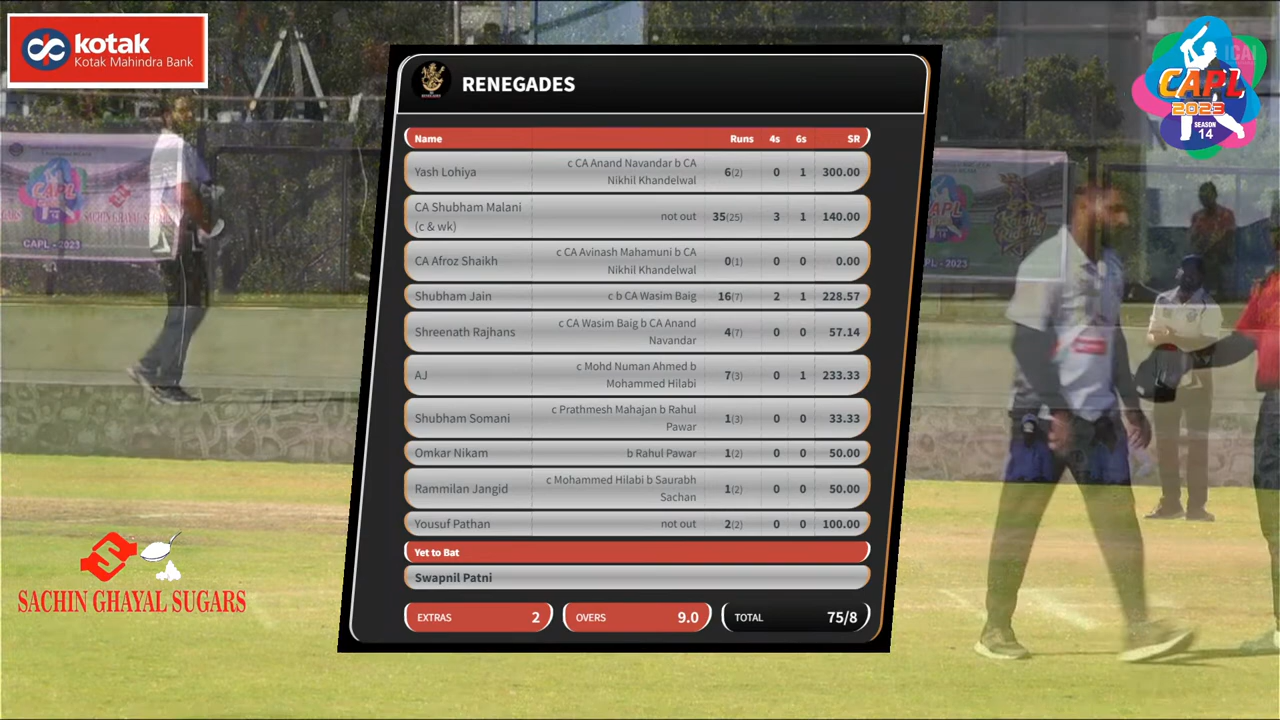 kotak
Kotak Mahindra Bank
ICAI
CAPL
2023
SEASON
14
RENEGADES
Name Runs 4s 6s SR
Yash Lohiya c CA Anand Navandar b CA Nikhil Khandelwal 6(2) 0 1 300.00
CA Shubham Malani (c & wk) not out 35(25) 3 1 140.00
CA Afroz Shaikh c CA Avinash Mahamuni b CA Nikhil Khandelwal 0(1) 0 0 0.00
Shubham Jain c b CA Wasim Baig 16(7) 2 1 228.57
Shreenath Rajhans c CA Wasim Baig b CA Anand Navandar 4(7) 0 0 57.14
AJ c Mohd Numan Ahmed b Mohammed Hilabi 7(3) 0 1 233.33
Shubham Somani c Prathmesh Mahajan b Rahul Pawar 1(3) 0 0 33.33
Omkar Nikam b Rahul Pawar 1(2) 0 0 50.00
Rammilan Jangid c Mohammed Hilabi b Saurabh Sachan 1(2) 0 0 50.00
Yousuf Pathan not out 2(2) 0 0 100.00
Yet to Bat
Swapnil Patni
EXTRAS 2 OVERS 9.0 TOTAL 75/8
CAPL
CAPL - 2023
CAPL
SACHIN GHAYAL SUGARS